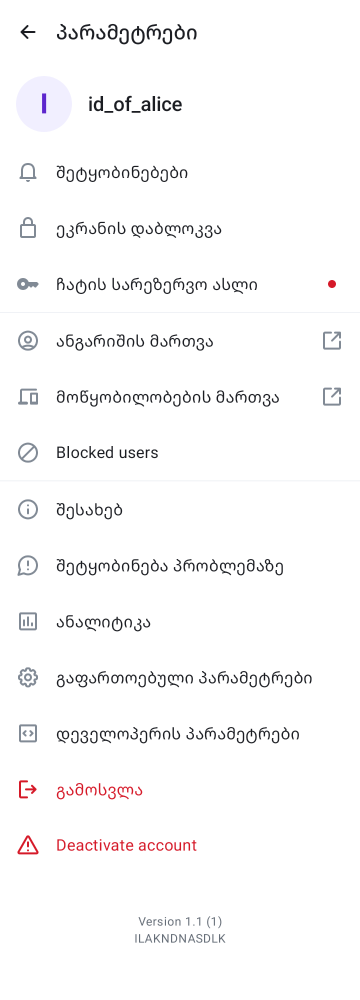 პარამეტრები
I
id_of_alice
შეტყობინებები
ეკრანის დაბლოკვა
ჩატის სარეზერვო ასლი
ანგარიშის მართვა
მოწყობილობების მართვა
Blocked users
შესახებ
შეტყობინება პრობლემაზე
ანალიტიკა
გაფართოებული პარამეტრები
დეველოპერის პარამეტრები
გამოსვლა
Deactivate account
Version 1.1 (1)
ILAKNDNASDLK